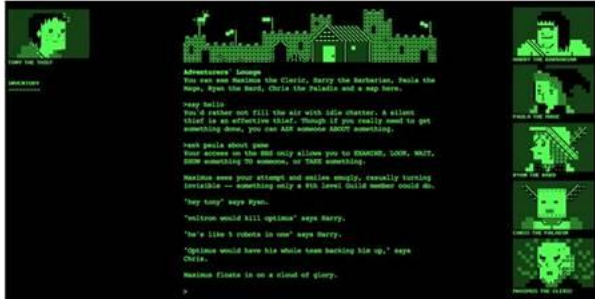 TOMY THE THIEF
INVENTORY
Adventurers' Lounge
You can see Maximus the Cleric, Harry the Barbarian, Paula the
Mage, Ryan the Bard, Chris the Paladin and a map here.
>say hello
You'd rather not fill the air with idle chatter. A silent
thief is an effective thief. Though if you really need to get
something done, you can ASK someone ABOUT something.
>ask paula about game
Your access on the BBS only allows you to EXAMINE, LOOK, WAIT,
SHOW something TO someone, or TAKE something.
Maximus sees your attempt and smiles smugly, casually turning
invisible -- something only a 9th level Guild member could do.
"hey tony" says Ryan.
"voltron would kill optimus" says Harry.
"he's like 5 robots in one" says Harry.
"Optimus would have his whole team backing him up," says
Chris.
Maximus floats in on a cloud of glory.
>
THE BARBARIAN
PAULA THE MAGE
RYAN THE BARD
CHRIS THE PALADIN
MAXIMUS THE CLERIC